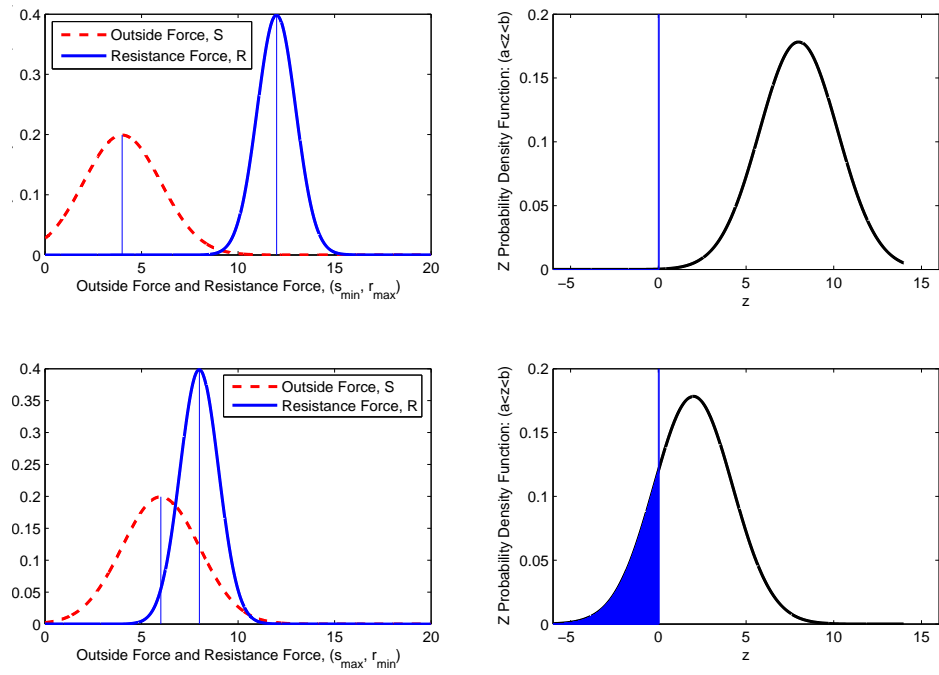 0.4
0.3
0.2
0.1
0
0 5 10 15 20
Outside Force, S
Resistance Force, R
Outside Force and Resistance Force, (s_min, r_max)
Z Probability Density Function: (a<z<b)
0.2
0.15
0.1
0.05
0
−5 0 5 10 15
z
0.4
0.35
0.3
0.25
0.2
0.15
0.1
0.05
0
0 5 10 15 20
Outside Force, S
Resistance Force, R
Outside Force and Resistance Force, (s_max, r_min)
Z Probability Density Function: (a<z<b)
0.2
0.15
0.1
0.05
0
−5 0 5 10 15
z